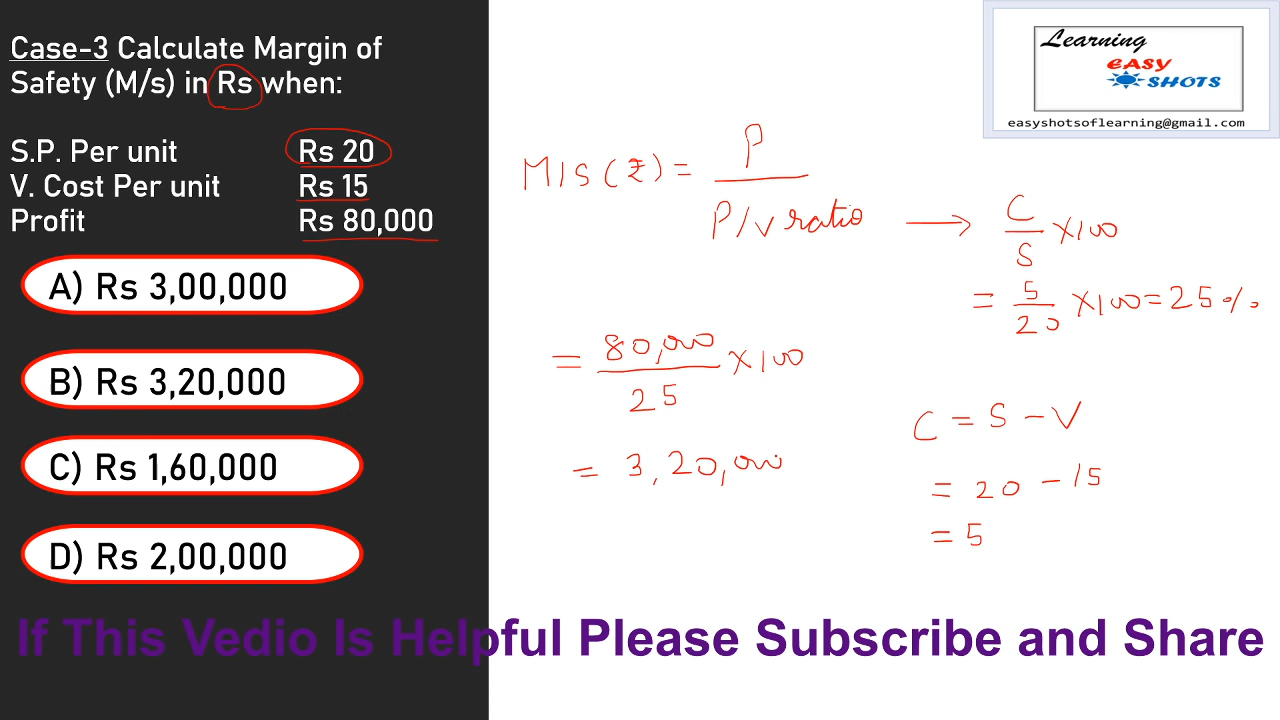 Case-3 Calculate Margin of
Safety (M/s) in Rs when:
S.P. Per unit Rs 20
V. Cost Per unit Rs 15
Profit Rs 80,000
A) Rs 3,00,000
B) Rs 3,20,000
C) Rs 1,60,000
D) Rs 2,00,000
Learning
EASY
SHOTS
easyshotsoflearning@gmail.com
M/S (₹) = P / P/V ratio → C/S × 100
= 5/20 × 100 = 25%
= 80,000/25 × 100
= 3,20,000
C = S - V
= 20 - 15
= 5
If This Vedio Is Helpful Please Subscribe and Share